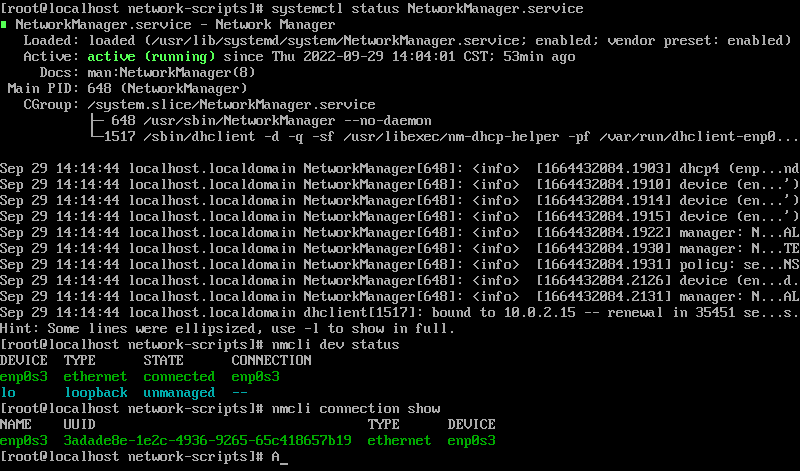 [root@localhost network-scripts]# systemctl status NetworkManager.service
NetworkManager.service - Network Manager
Loaded: loaded (/usr/lib/systemd/system/NetworkManager.service; enabled; vendor preset: enabled)
Active: active (running) since Thu 2022-09-29 14:04:01 CST; 53min ago
Docs: man:NetworkManager(8)
Main PID: 648 (NetworkManager)
CGroup: /system.slice/NetworkManager.service
├─ 648 /usr/sbin/NetworkManager --no-daemon
└─1517 /sbin/dhclient -d -q -sf /usr/libexec/nm-dhcp-helper -pf /var/run/dhclient-enp0...
Sep 29 14:14:44 localhost.localdomain NetworkManager[648]: <info>  [1664432084.1903] dhcp4 (enp...nd
Sep 29 14:14:44 localhost.localdomain NetworkManager[648]: <info>  [1664432084.1910] device (en...')
Sep 29 14:14:44 localhost.localdomain NetworkManager[648]: <info>  [1664432084.1914] device (en...')
Sep 29 14:14:44 localhost.localdomain NetworkManager[648]: <info>  [1664432084.1915] device (en...')
Sep 29 14:14:44 localhost.localdomain NetworkManager[648]: <info>  [1664432084.1922] manager: N...AL
Sep 29 14:14:44 localhost.localdomain NetworkManager[648]: <info>  [1664432084.1930] manager: N...TE
Sep 29 14:14:44 localhost.localdomain NetworkManager[648]: <info>  [1664432084.1931] policy: se...NS
Sep 29 14:14:44 localhost.localdomain NetworkManager[648]: <info>  [1664432084.2126] device (en...d.
Sep 29 14:14:44 localhost.localdomain NetworkManager[648]: <info>  [1664432084.2131] manager: N...AL
Sep 29 14:14:44 localhost.localdomain dhclient[1517]: bound to 10.0.2.15 -- renewal in 35451 se...s.
Hint: Some lines were ellipsized, use -l to show in full.
[root@localhost network-scripts]# nmcli dev status
DEVICE  TYPE      STATE      CONNECTION
enp0s3  ethernet  connected  enp0s3
lo      loopback  unmanaged  --
[root@localhost network-scripts]# nmcli connection show
NAME    UUID                                  TYPE      DEVICE
enp0s3  3adade8e-1e2c-4936-9265-65c418657b19  ethernet  enp0s3
[root@localhost network-scripts]# A_